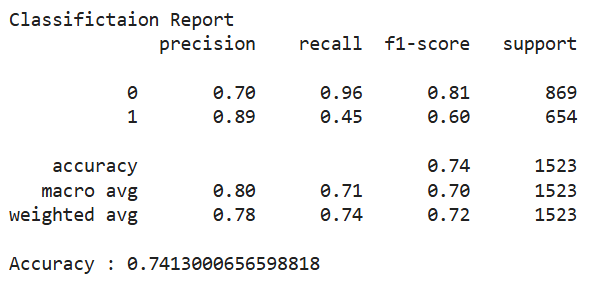 Classifictaion Report
precision recall f1-score support
0 0.70 0.96 0.81 869
1 0.89 0.45 0.60 654
accuracy 0.74 1523
macro avg 0.80 0.71 0.70 1523
weighted avg 0.78 0.74 0.72 1523
Accuracy : 0.7413000656598818